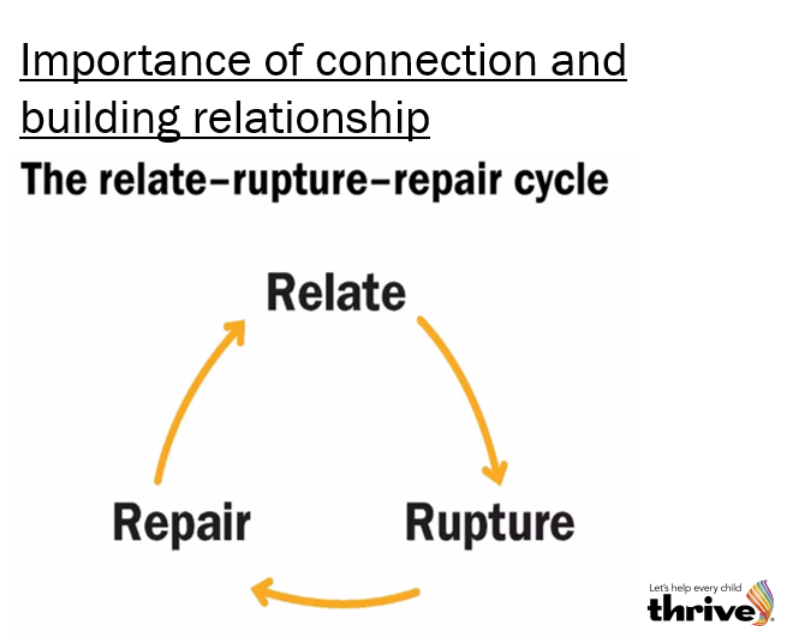 Importance of connection and
building relationship
The relate–rupture–repair cycle
Relate
Repair
Rupture
Let's help every child
thrive